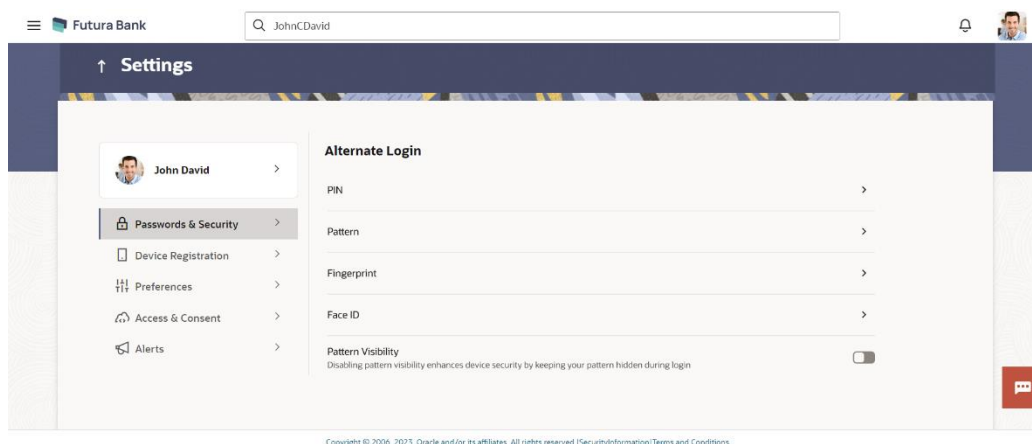 Futura Bank
JohnCDavid
↑ Settings
John David
Passwords & Security
Device Registration
Preferences
Access & Consent
Alerts
Alternate Login
PIN
Pattern
Fingerprint
Face ID
Pattern Visibility
Disabling pattern visibility enhances device security by keeping your pattern hidden during login
Copyright © 2006, 2023, Oracle and/or its affiliates. All rights reserved.|SecurityInformation|Terms and Conditions